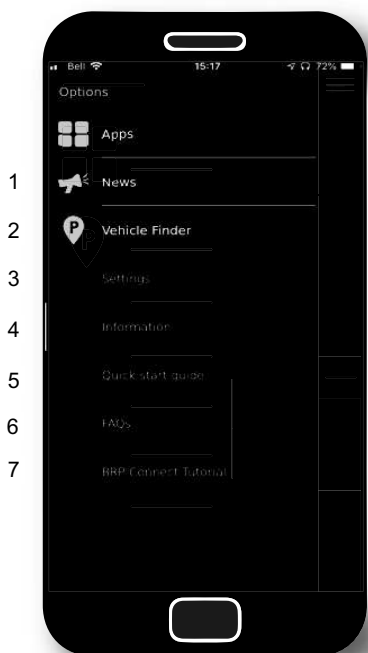 Bell 15:17 72%
Options
Apps
1 News
2 P Vehicle Finder
3 Settings
4 Information
5 Quick start guide
6 FAQs
7 BRP Connect Tutorial